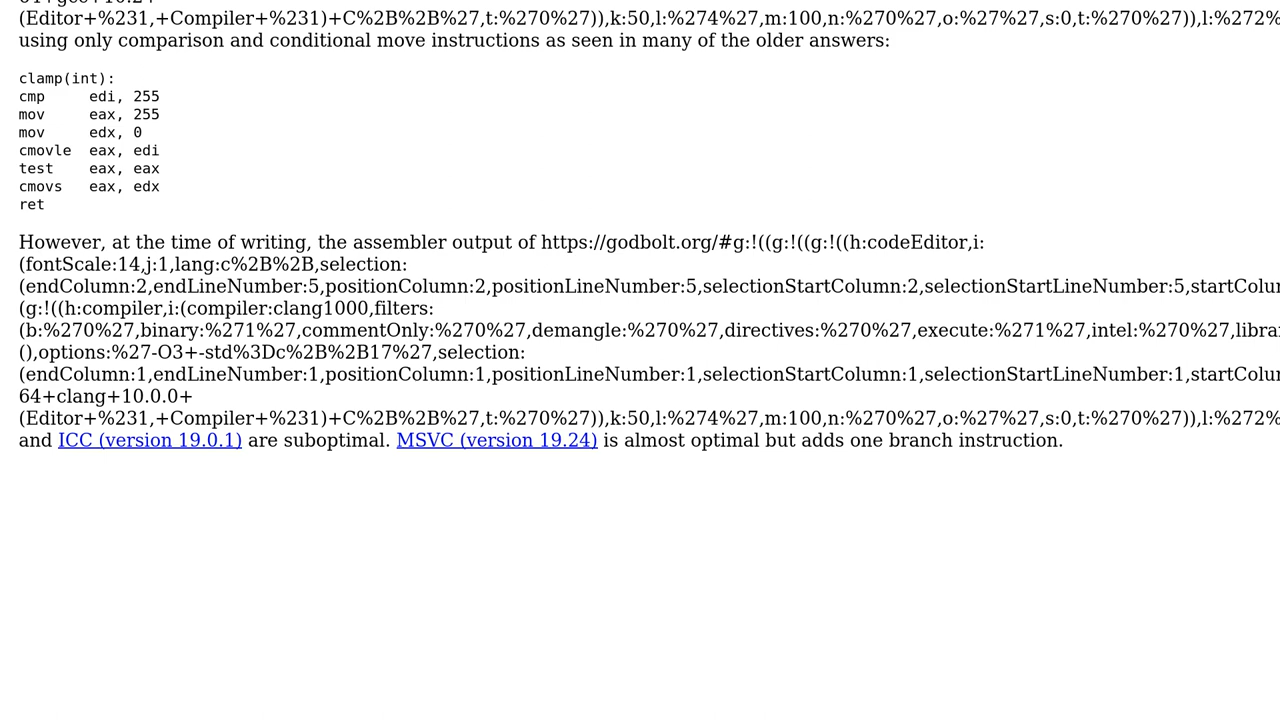 (Editor+%231,+Compiler+%231)+C%2B%2B%27,t:%270%27)),k:50,l:%274%27,m:100,n:%270%27,o:%27%27,s:0,t:%270%27)),l:%272%
using only comparison and conditional move instructions as seen in many of the older answers:
clamp(int):
cmp     edi, 255
mov     eax, 255
mov     edx, 0
cmovle  eax, edi
test    eax, eax
cmovs   eax, edx
ret
However, at the time of writing, the assembler output of https://godbolt.org/#g:!((g:!((g:!((h:codeEditor,i:
(fontScale:14,j:1,lang:c%2B%2B,selection:
(endColumn:2,endLineNumber:5,positionColumn:2,positionLineNumber:5,selectionStartColumn:2,selectionStartLineNumber:5,startColu
(g:!((h:compiler,i:(compiler:clang1000,filters:
(b:%270%27,binary:%271%27,commentOnly:%270%27,demangle:%270%27,directives:%270%27,execute:%271%27,intel:%270%27,libra
(),options:%27-O3+-std%3Dc%2B%2B17%27,selection:
(endColumn:1,endLineNumber:1,positionColumn:1,positionLineNumber:1,selectionStartColumn:1,selectionStartLineNumber:1,startColu
64+clang+10.0.0+
(Editor+%231,+Compiler+%231)+C%2B%2B%27,t:%270%27)),k:50,l:%274%27,m:100,n:%270%27,o:%27%27,s:0,t:%270%27)),l:%272%
and ICC (version 19.0.1) are suboptimal. MSVC (version 19.24) is almost optimal but adds one branch instruction.